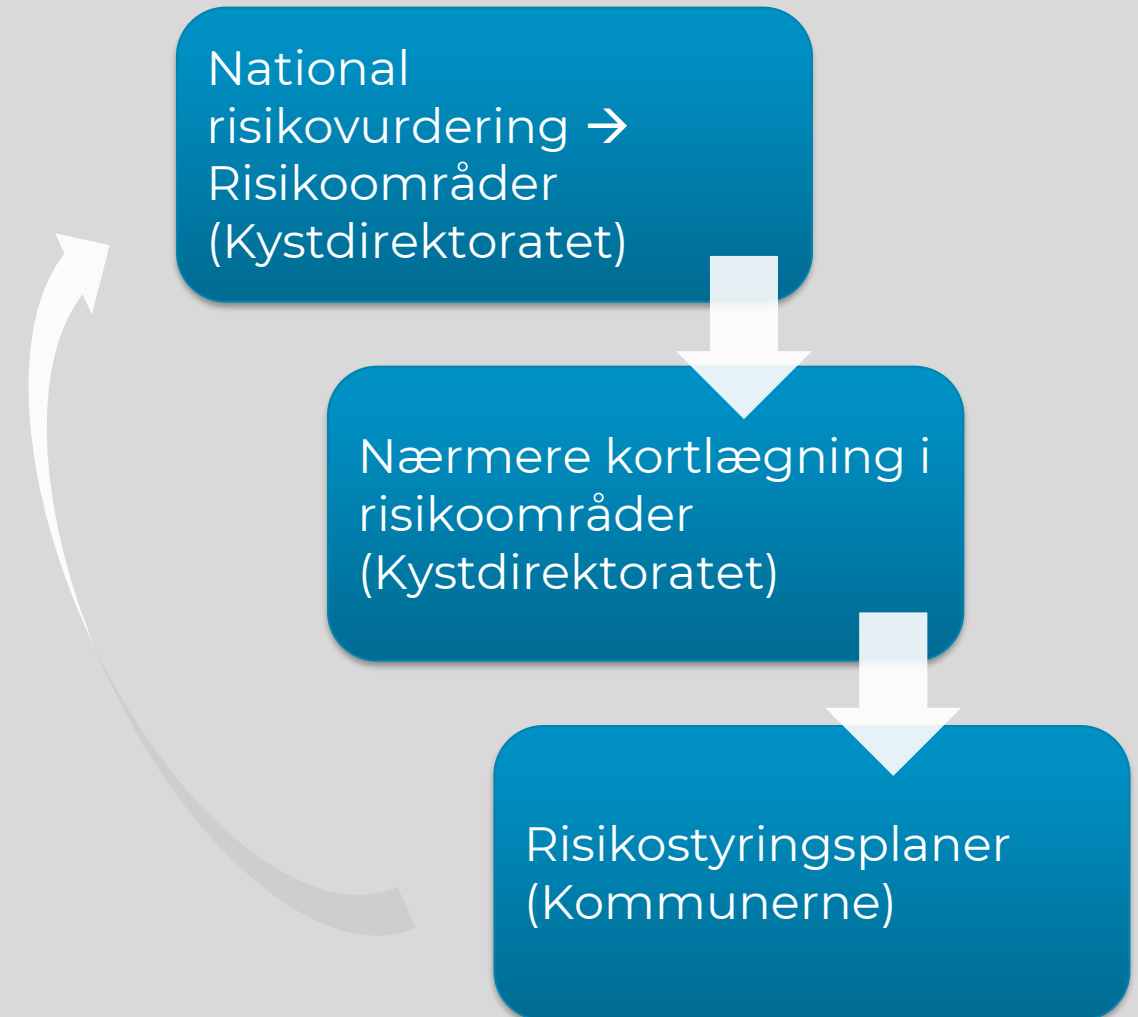 National
risikovurdering →
Risikoområder
(Kystdirektoratet)
Nærmere kortlægning i
risikoområder
(Kystdirektoratet)
Risikostyringsplaner
(Kommunerne)